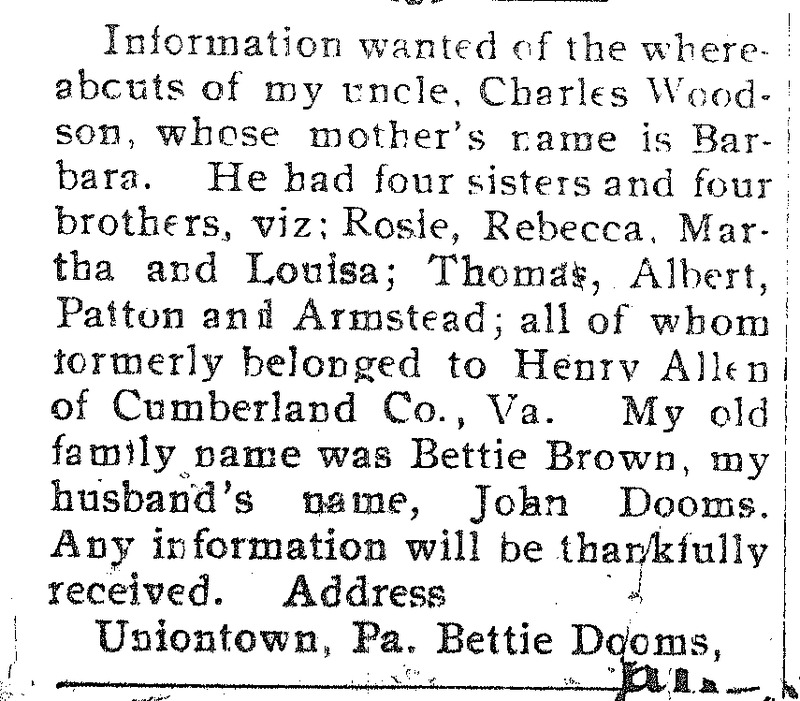 Information wanted of the where-
abouts of my uncle, Charles Wood-
son, whose mother's name is Bar-
bara. He had four sisters and four
brothers, viz; Rosie, Rebecca, Mar-
tha and Louisa; Thomas, Albert,
Patton and Armstead; all of whom
formerly belonged to Henry Allen
of Cumberland Co., Va. My old
family name was Bettie Brown, my
husband's name, John Dooms.
Any information will be thankfully
received. Address
Uniontown, Pa. Bettie Dooms,